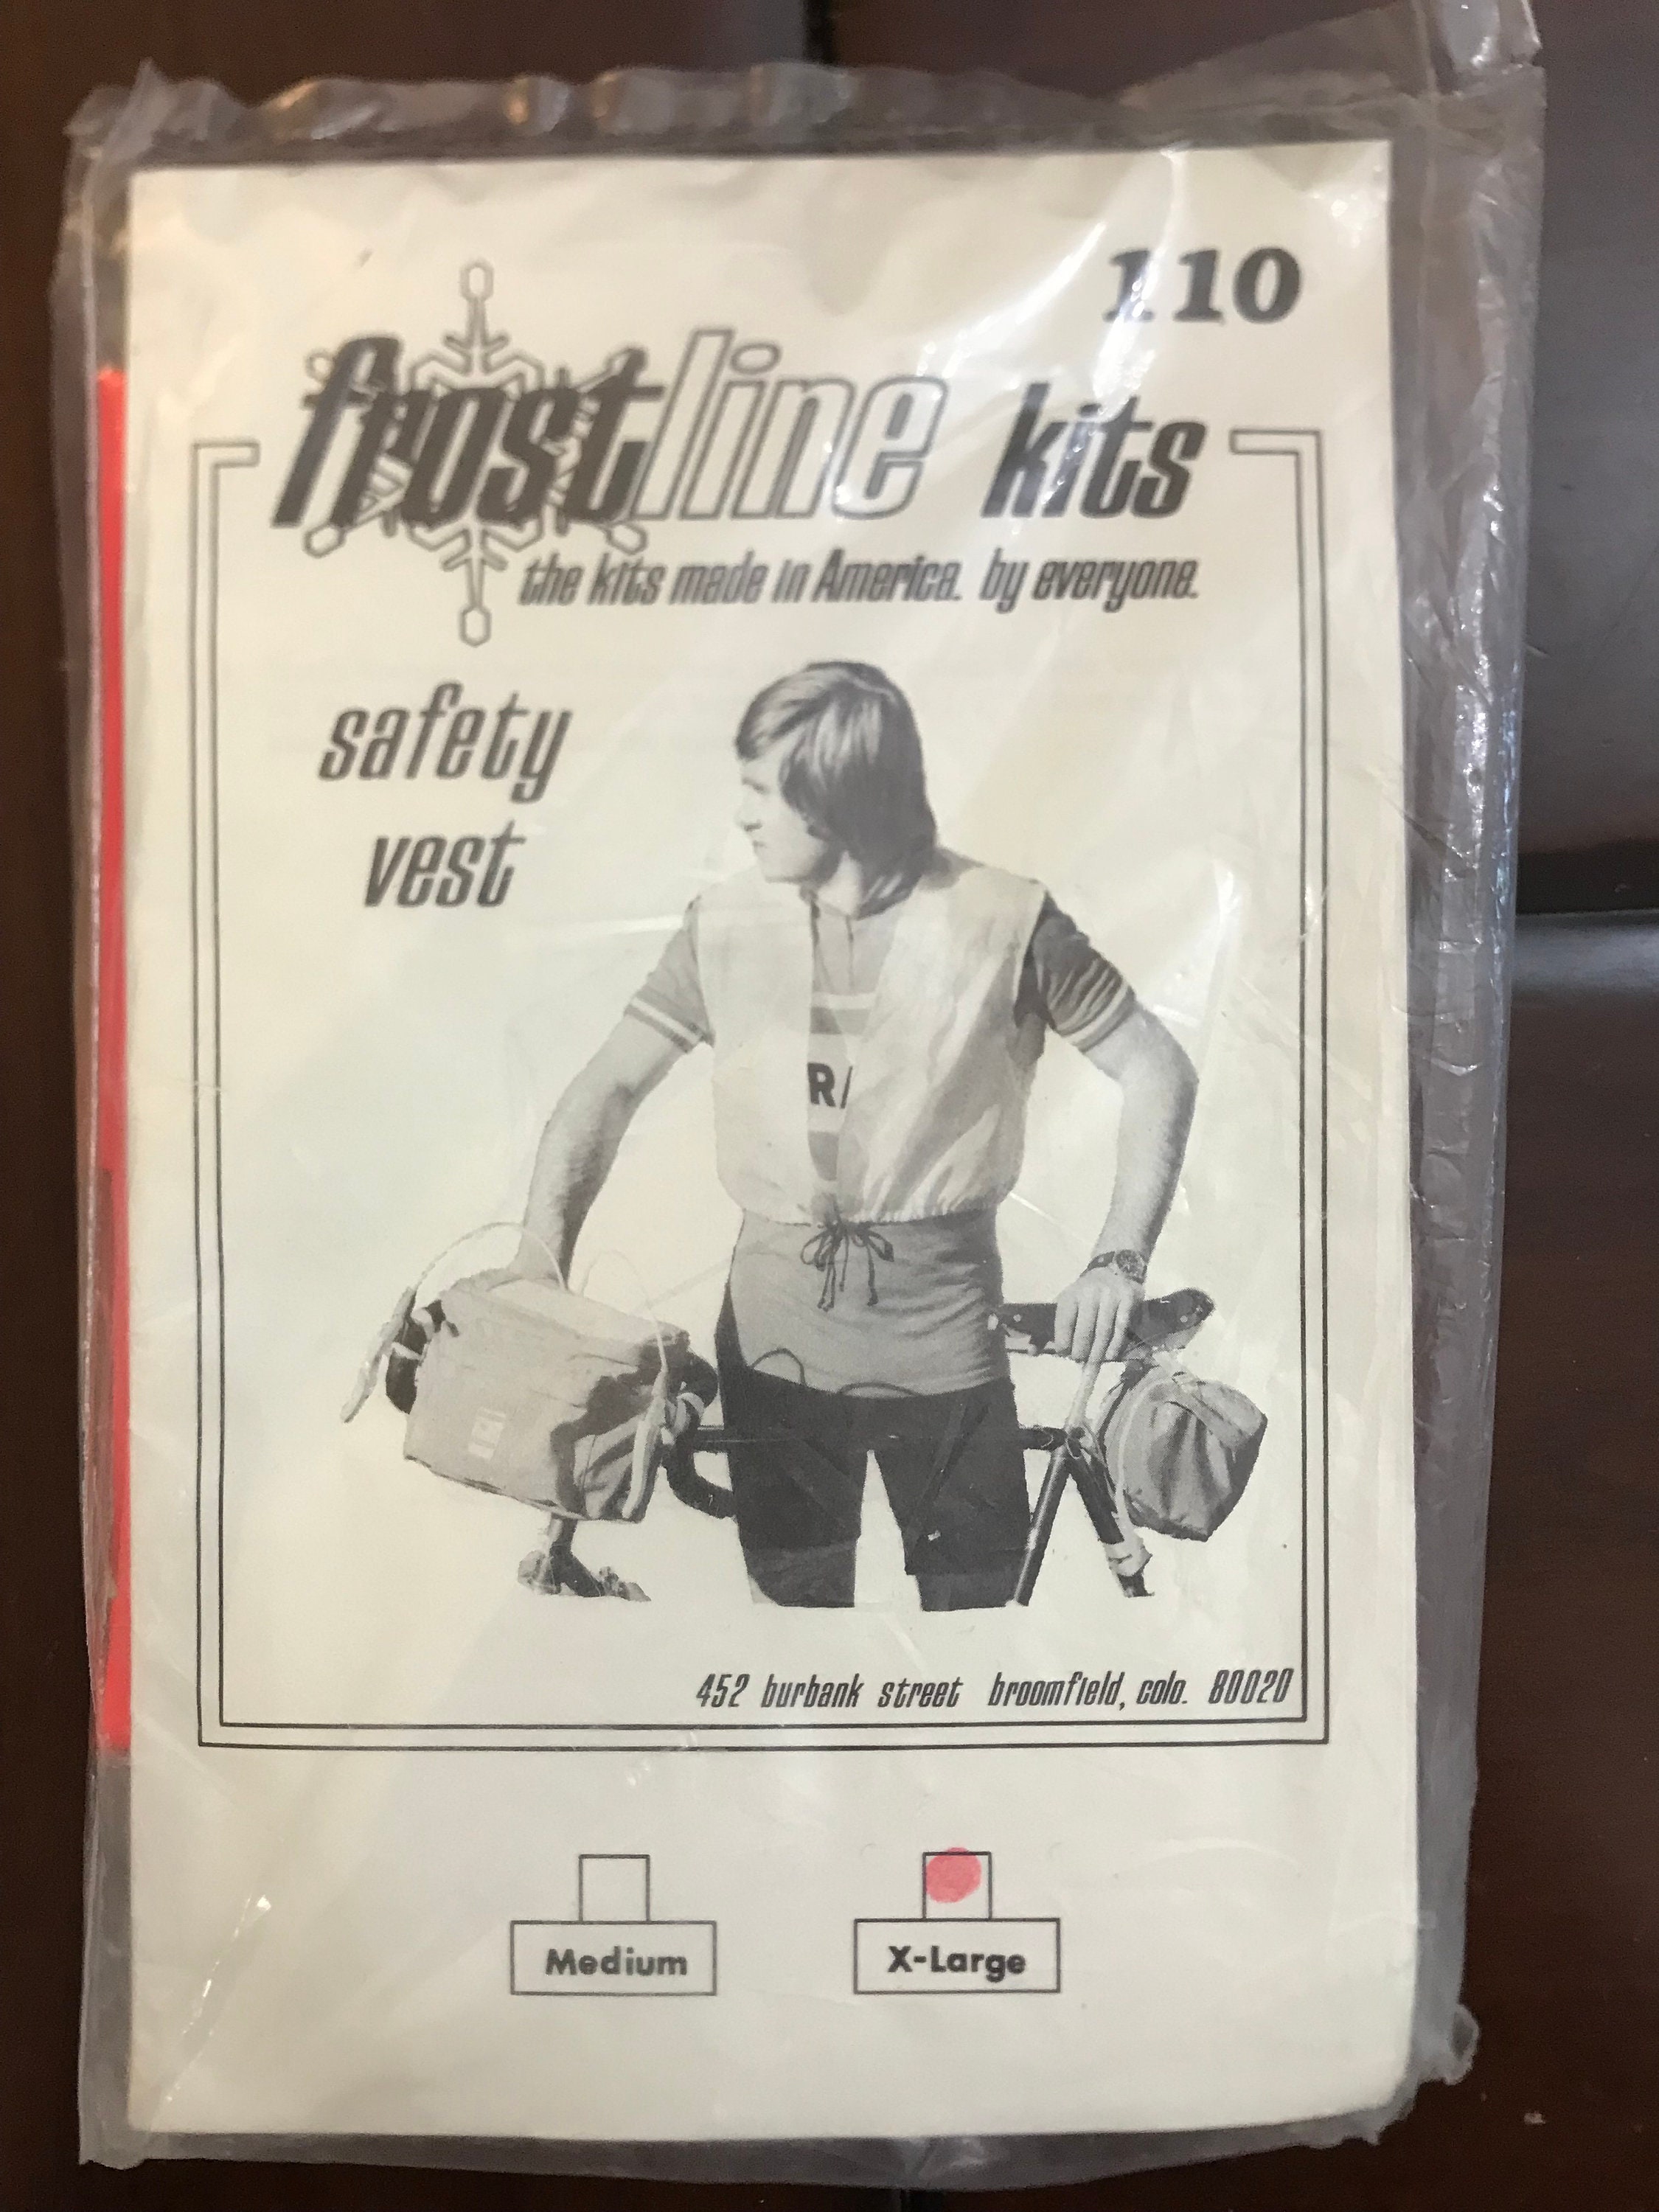 110
frostline kits
the kits made in America. by everyone.
safety
vest
RA
452 burbank street broomfield, colo. 80020
Medium
X-Large